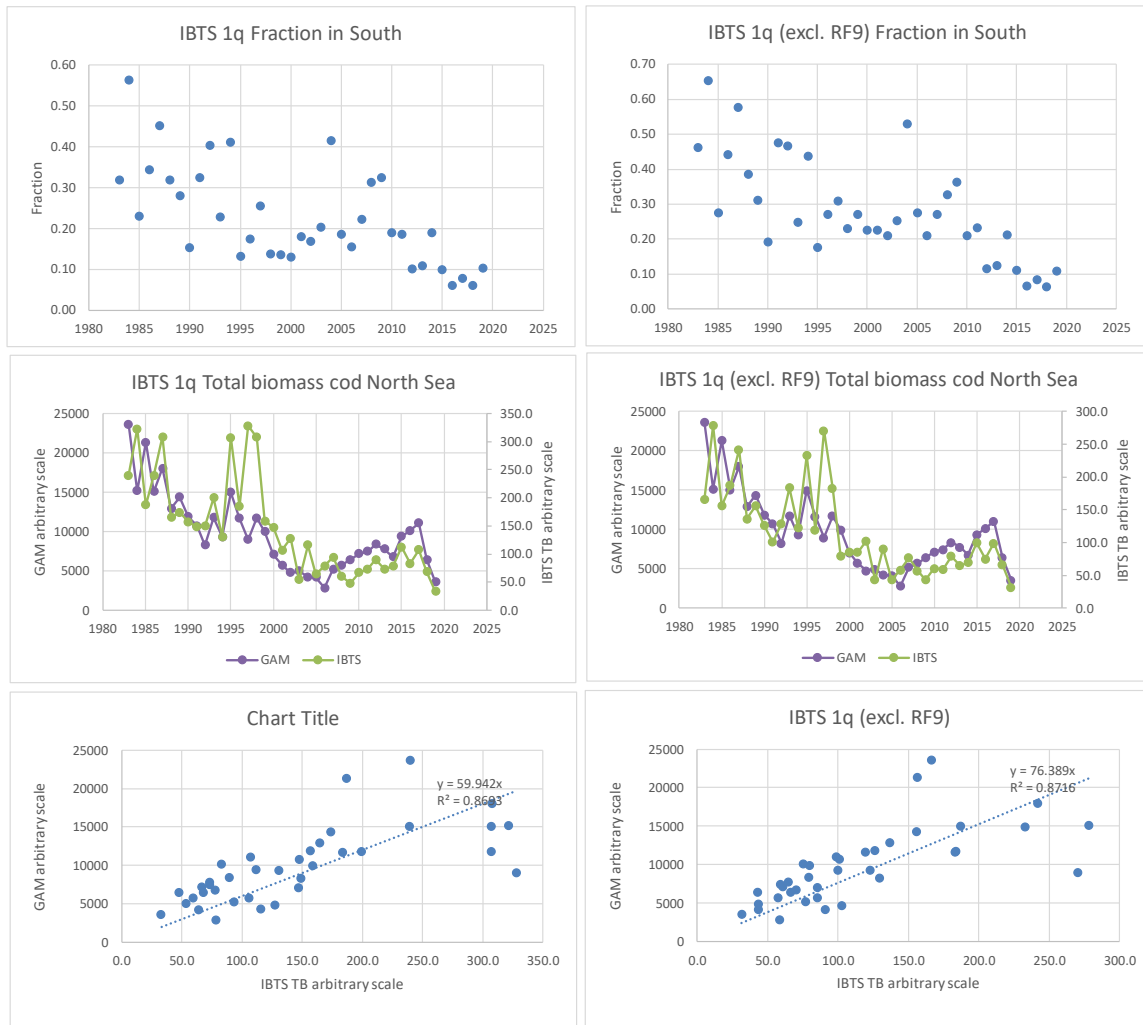 IBTS 1q Fraction in South
0.60
0.50
0.40
0.30
0.20
0.10
0.00
Fraction
1980 1985 1990 1995 2000 2005 2010 2015 2020 2025
IBTS 1q (excl. RF9) Fraction in South
0.70
0.60
0.50
0.40
0.30
0.20
0.10
0.00
Fraction
1980 1985 1990 1995 2000 2005 2010 2015 2020 2025
IBTS 1q Total biomass cod North Sea
25000
20000
15000
10000
5000
0
GAM arbitrary scale
350.0
300.0
250.0
200.0
150.0
100.0
50.0
0.0
IBTS TB arbitrary scale
1980 1985 1990 1995 2000 2005 2010 2015 2020 2025
GAM IBTS
IBTS 1q (excl. RF9) Total biomass cod North Sea
25000
20000
15000
10000
5000
0
GAM arbitrary scale
300.0
250.0
200.0
150.0
100.0
50.0
0.0
IBTS TB arbitrary scale
1980 1985 1990 1995 2000 2005 2010 2015 2020 2025
GAM IBTS
Chart Title
25000
20000
15000
10000
5000
0
GAM arbitrary scale
y = 59.942x
R² = 0.8693
0.0 50.0 100.0 150.0 200.0 250.0 300.0 350.0
IBTS TB arbitrary scale
IBTS 1q (excl. RF9)
25000
20000
15000
10000
5000
0
GAM arbitrary scale
y = 76.389x
R² = 0.8716
0.0 50.0 100.0 150.0 200.0 250.0 300.0
IBTS TB arbitrary scale